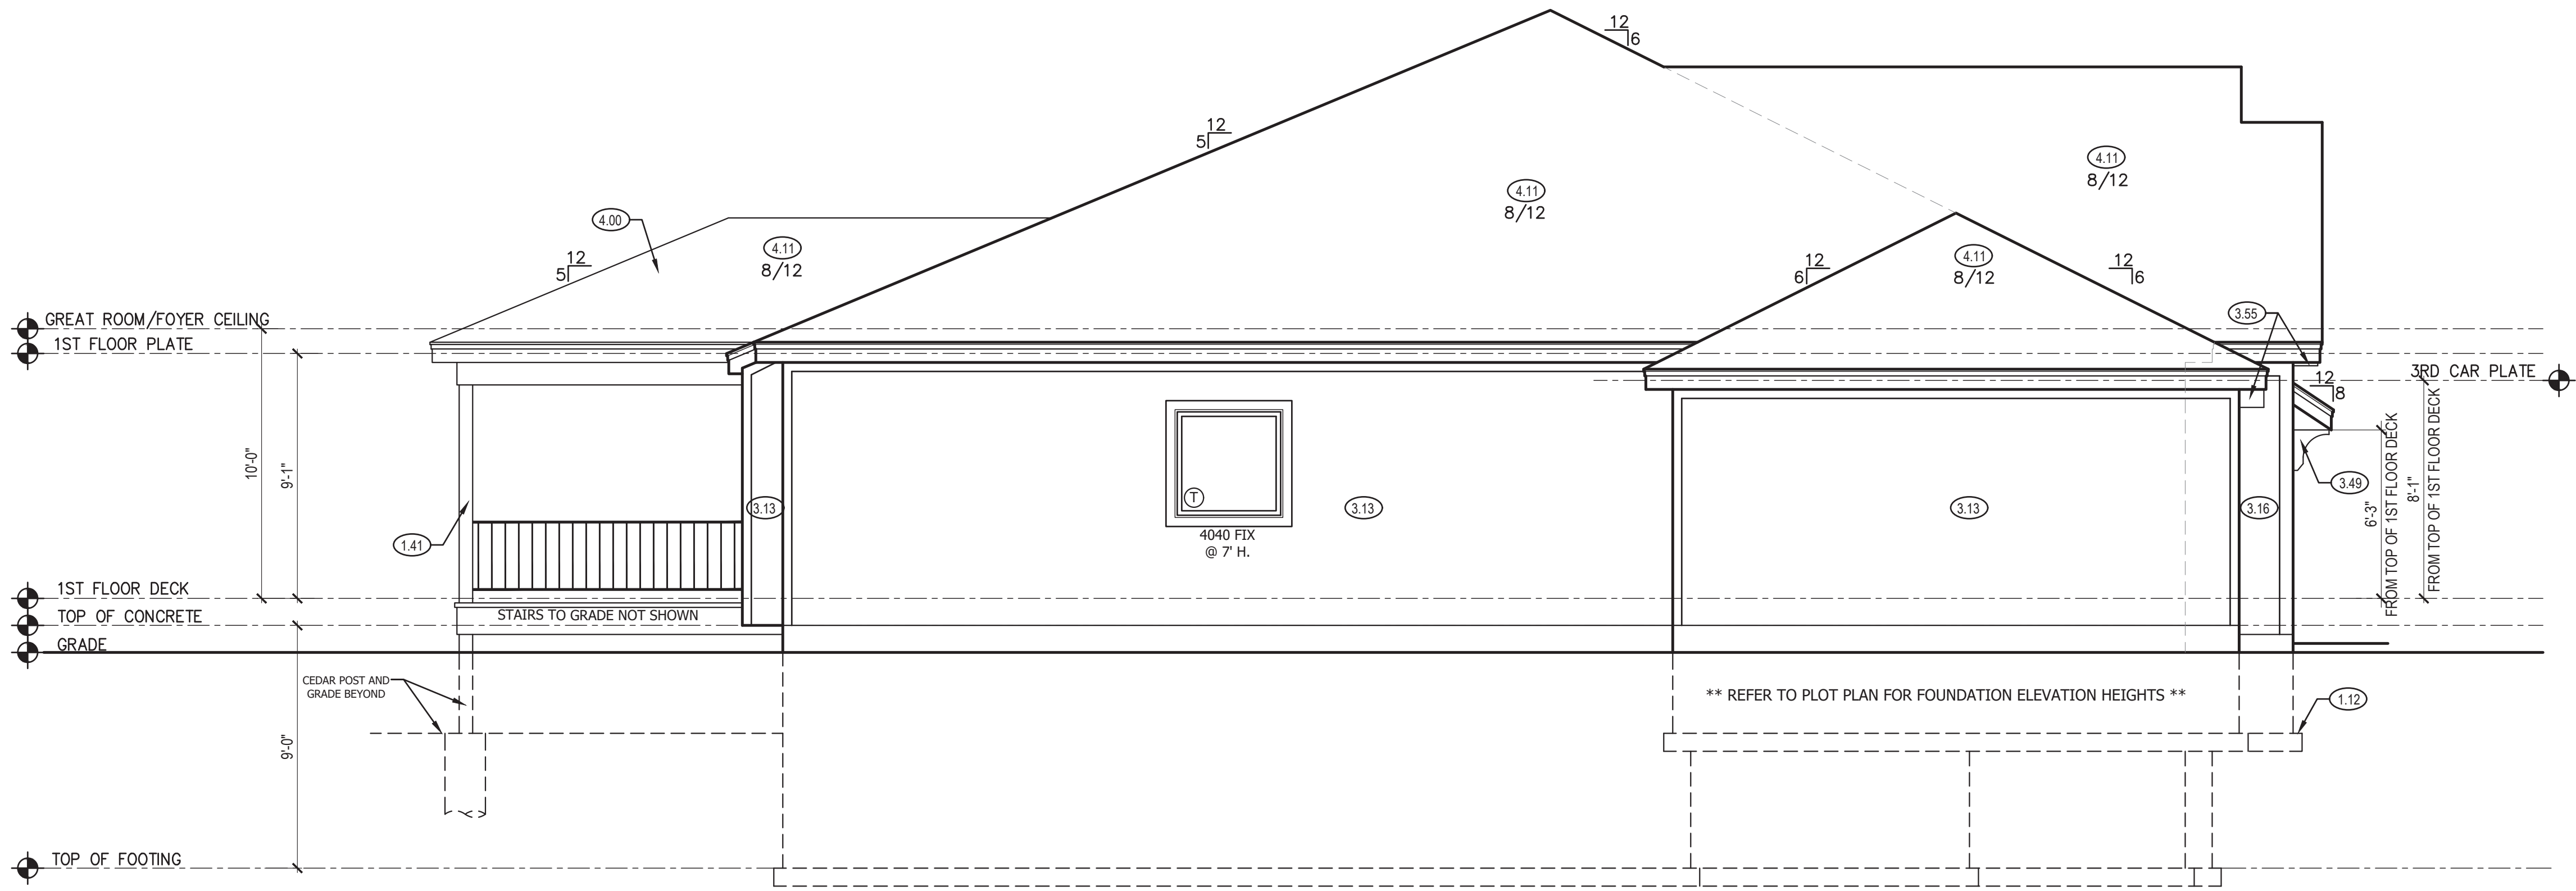 12
6
12
5
4.11
8/12
4.11
8/12
4.00
4.11
8/12
12
5
12
6
4.11
8/12
12
6
GREAT ROOM/FOYER CEILING
1ST FLOOR PLATE
3.55
3RD CAR PLATE
12
8
10'-0"
9'-1"
3.13
T
4040 FIX
@ 7' H.
3.13
3.13
3.16
3.49
6'-3"
FROM TOP OF 1ST FLOOR DECK
8'-1"
FROM TOP OF 1ST FLOOR DECK
1.41
1ST FLOOR DECK
TOP OF CONCRETE
STAIRS TO GRADE NOT SHOWN
GRADE
CEDAR POST AND
GRADE BEYOND
** REFER TO PLOT PLAN FOR FOUNDATION ELEVATION HEIGHTS **
1.12
9'-0"
TOP OF FOOTING